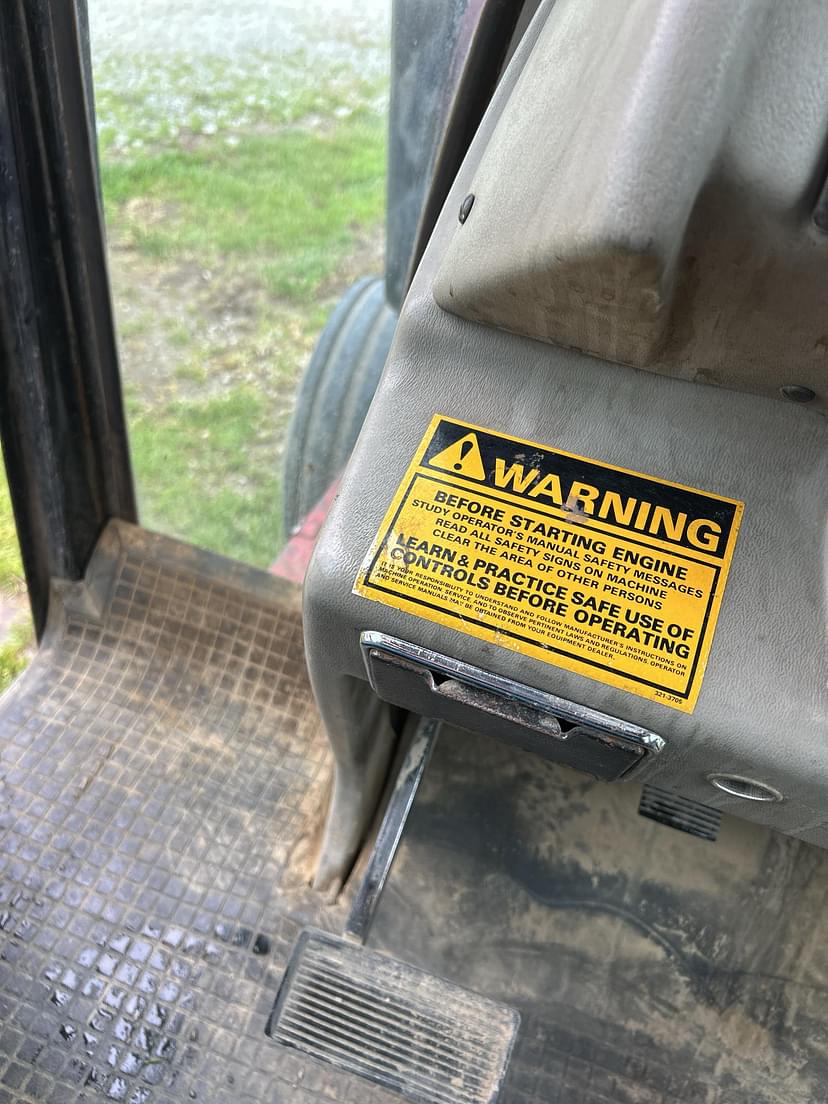 WARNING
BEFORE STARTING ENGINE
STUDY OPERATOR'S MANUAL SAFETY MESSAGES
READ ALL SAFETY SIGNS ON MACHINE
CLEAR THE AREA OF OTHER PERSONS
LEARN & PRACTICE SAFE USE OF
CONTROLS BEFORE OPERATING
IT IS YOUR RESPONSIBILITY TO UNDERSTAND AND FOLLOW MANUFACTURER'S INSTRUCTIONS ON
MACHINE OPERATION, SERVICE, AND TO OBSERVE PERTINENT LAWS AND REGULATIONS. OPERATOR
AND SERVICE MANUALS MAY BE OBTAINED FROM YOUR EQUIPMENT DEALER.
321-3705